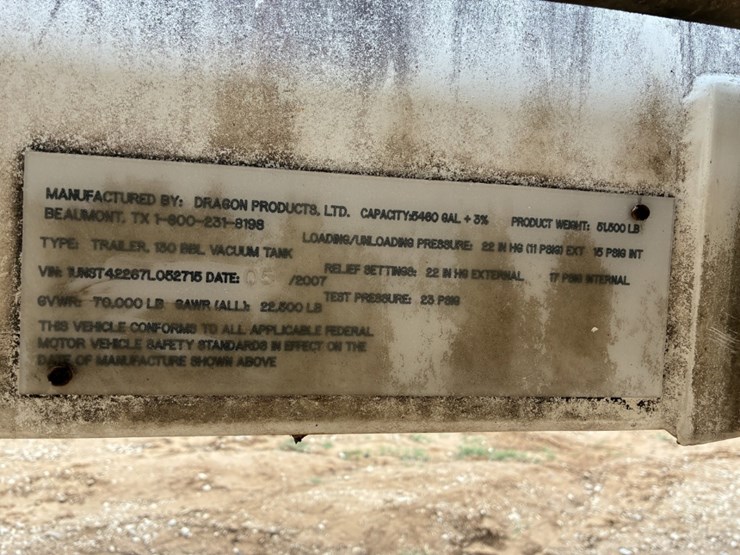 MANUFACTURED BY: DRAGON PRODUCTS, LTD. CAPACITY:5460 GAL + 3% PRODUCT WEIGHT: 51,500 LB
BEAUMONT, TX 1-800-231-8198
LOADING/UNLOADING PRESSURE: 22 IN HG (11 PSIG) EXT 15 PSIG INT
TYPE: TRAILER, 130 BBL VACUUM TANK
RELIEF SETTINGS: 22 IN HG EXTERNAL 17 PSIG INTERNAL
VIN: 1UNST42267L052715 DATE: 05 /2007
TEST PRESSURE: 23 PSIG
GVWR: 70,000 LB GAWR (ALL): 22,500 LB
THIS VEHICLE CONFORMS TO ALL APPLICABLE FEDERAL
MOTOR VEHICLE SAFETY STANDARDS IN EFFECT ON THE
DATE OF MANUFACTURE SHOWN ABOVE